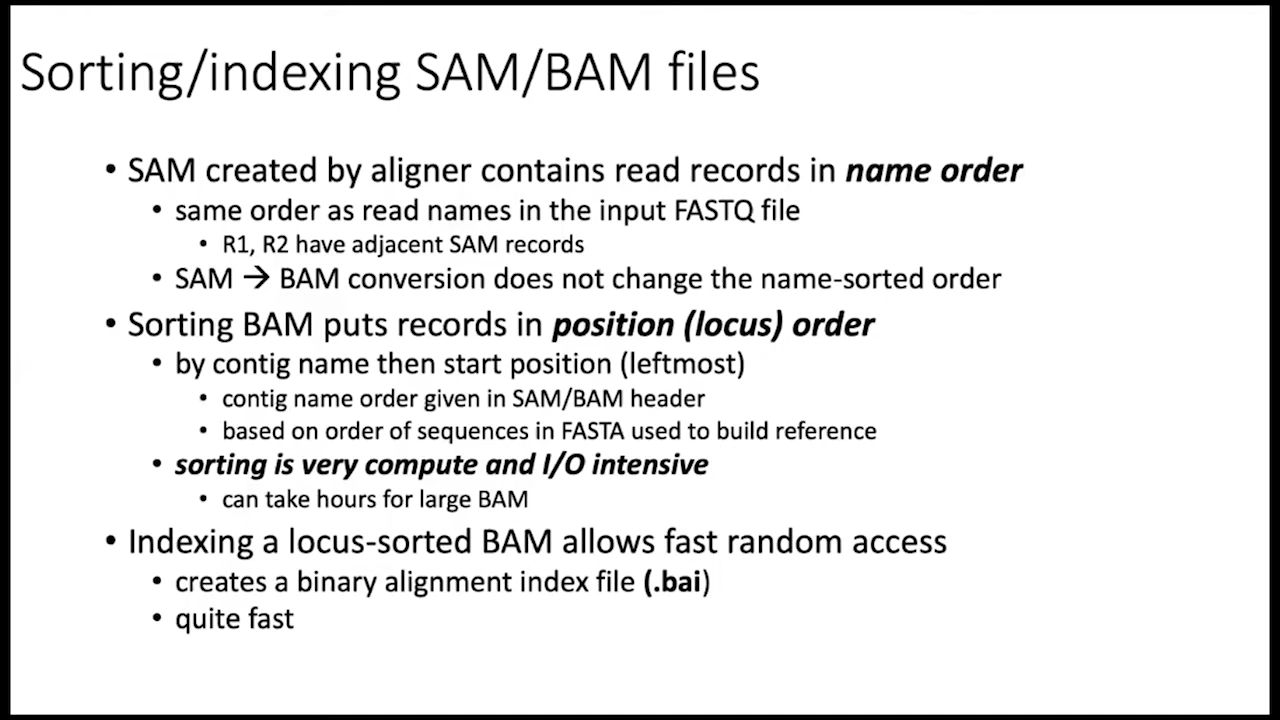 Sorting/indexing SAM/BAM files
• SAM created by aligner contains read records in name order
• same order as read names in the input FASTQ file
• R1, R2 have adjacent SAM records
• SAM → BAM conversion does not change the name-sorted order
• Sorting BAM puts records in position (locus) order
• by contig name then start position (leftmost)
• contig name order given in SAM/BAM header
• based on order of sequences in FASTA used to build reference
• sorting is very compute and I/O intensive
• can take hours for large BAM
• Indexing a locus-sorted BAM allows fast random access
• creates a binary alignment index file (.bai)
• quite fast